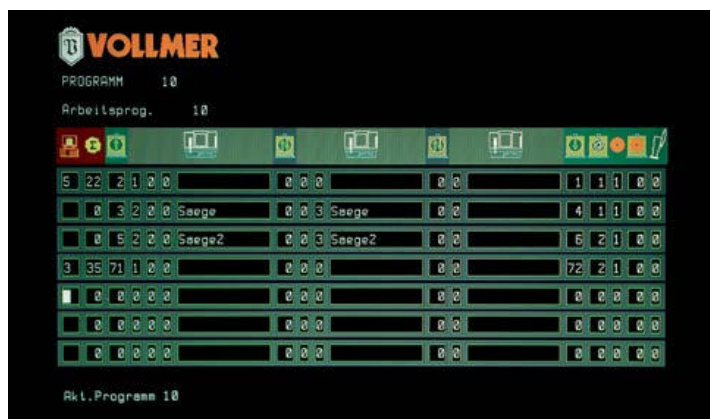 VOLLMER
PROGRAMM 10
Arbeitsprog. 10
5 22 2 1 0 0 0 0 0 0 0 1 1 1 0 0
0 3 2 0 0 Saege 0 0 3 Saege 0 0 4 1 1 0 0
0 5 2 0 0 Saege2 0 0 3 Saege2 0 0 6 2 1 0 0
3 35 71 1 0 0 0 0 0 0 0 72 2 1 0 0
0 0 0 0 0 0 0 0 0 0 0 0 0 0 0
0 0 0 0 0 0 0 0 0 0 0 0 0 0 0
0 0 0 0 0 0 0 0 0 0 0 0 0 0 0
Akt.Programm 10